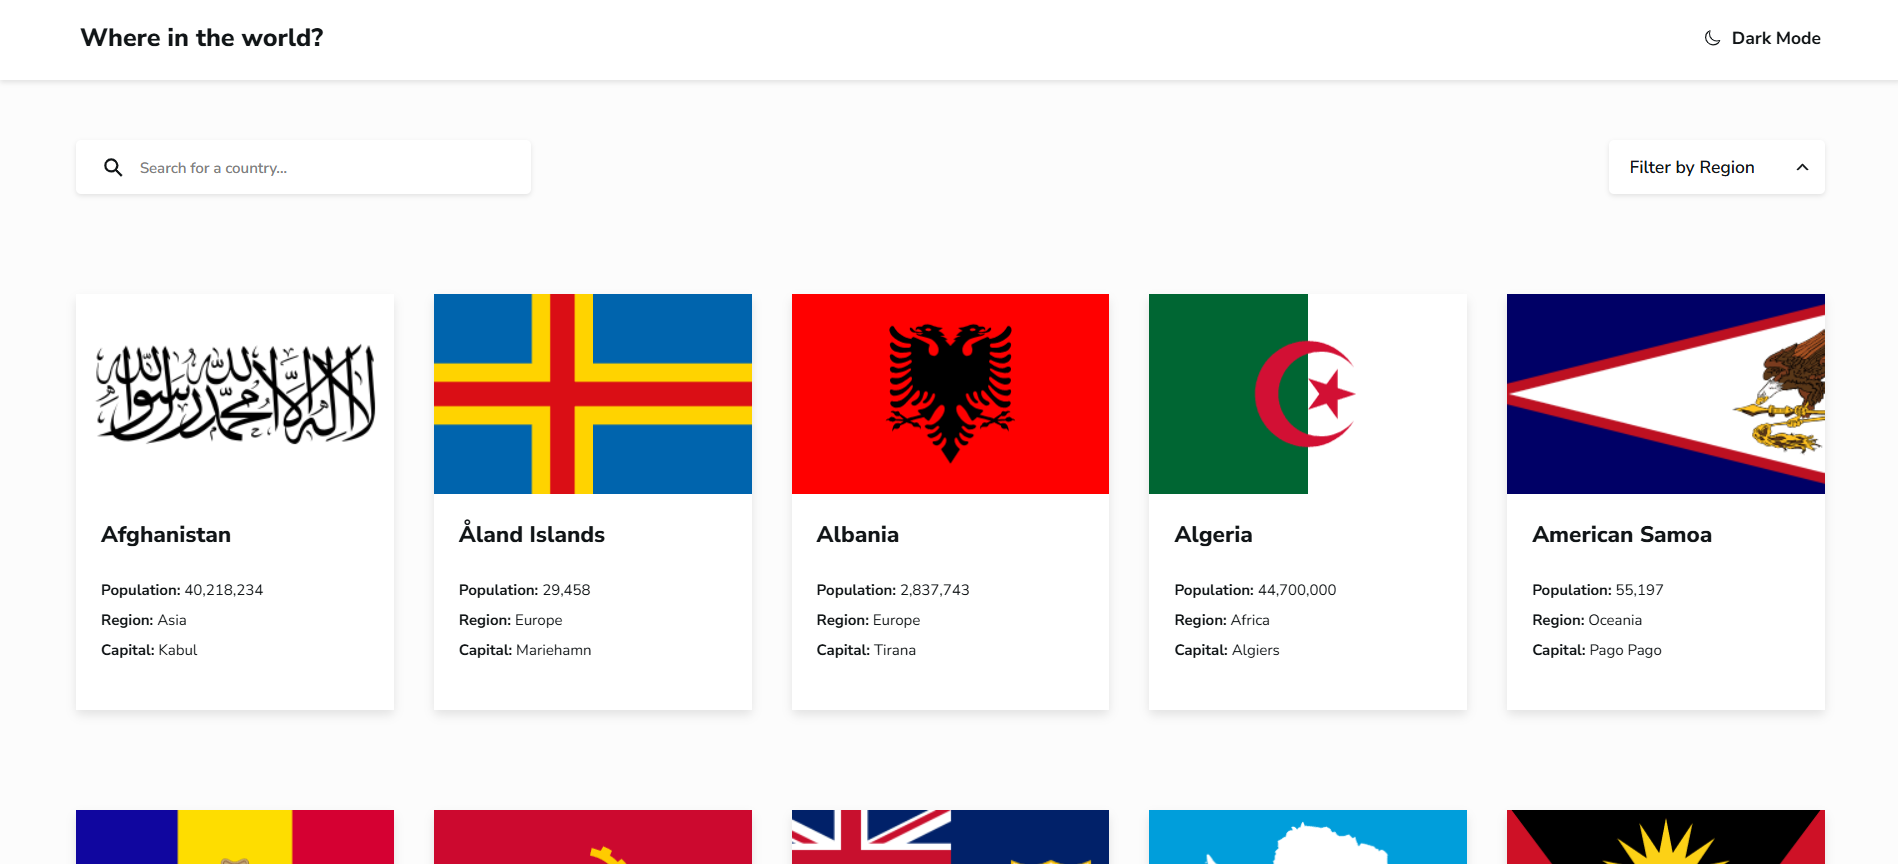 Where in the world?
Dark Mode
Search for a country...
Filter by Region
لا إله إلا الله محمد رسول الله
Afghanistan
Population: 40,218,234
Region: Asia
Capital: Kabul
Åland Islands
Population: 29,458
Region: Europe
Capital: Mariehamn
Albania
Population: 2,837,743
Region: Europe
Capital: Tirana
Algeria
Population: 44,700,000
Region: Africa
Capital: Algiers
American Samoa
Population: 55,197
Region: Oceania
Capital: Pago Pago